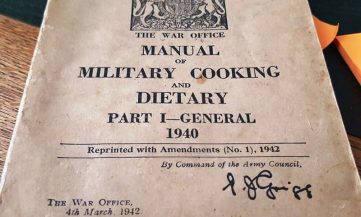 THE WAR OFFICE
MANUAL
OF
MILITARY COOKING
AND
DIETARY
PART I—GENERAL
1940
Reprinted with Amendments (No. 1), 1942
By Command of the Army Council,
THE WAR OFFICE,
4th March, 1942